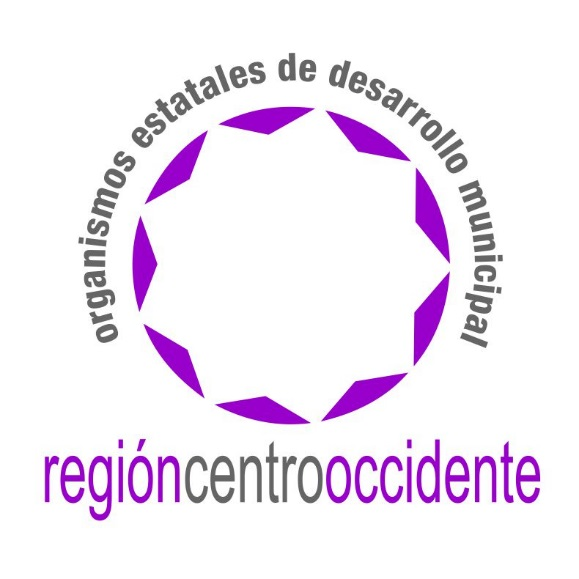 organismos estatales de desarrollo municipal
regióncentrooccidente